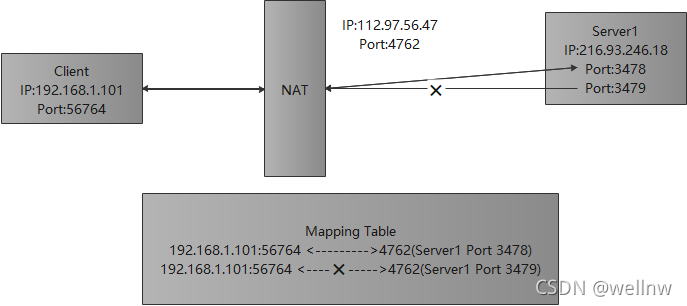 IP:112.97.56.47
Port:4762
Server1
IP:216.93.246.18
Port:3478
Port:3479
Client
IP:192.168.1.101
Port:56764
NAT
Mapping Table
192.168.1.101:56764 <--------->4762(Server1 Port 3478)
192.168.1.101:56764 <----✕----->4762(Server1 Port 3479)
CSDN @wellnw